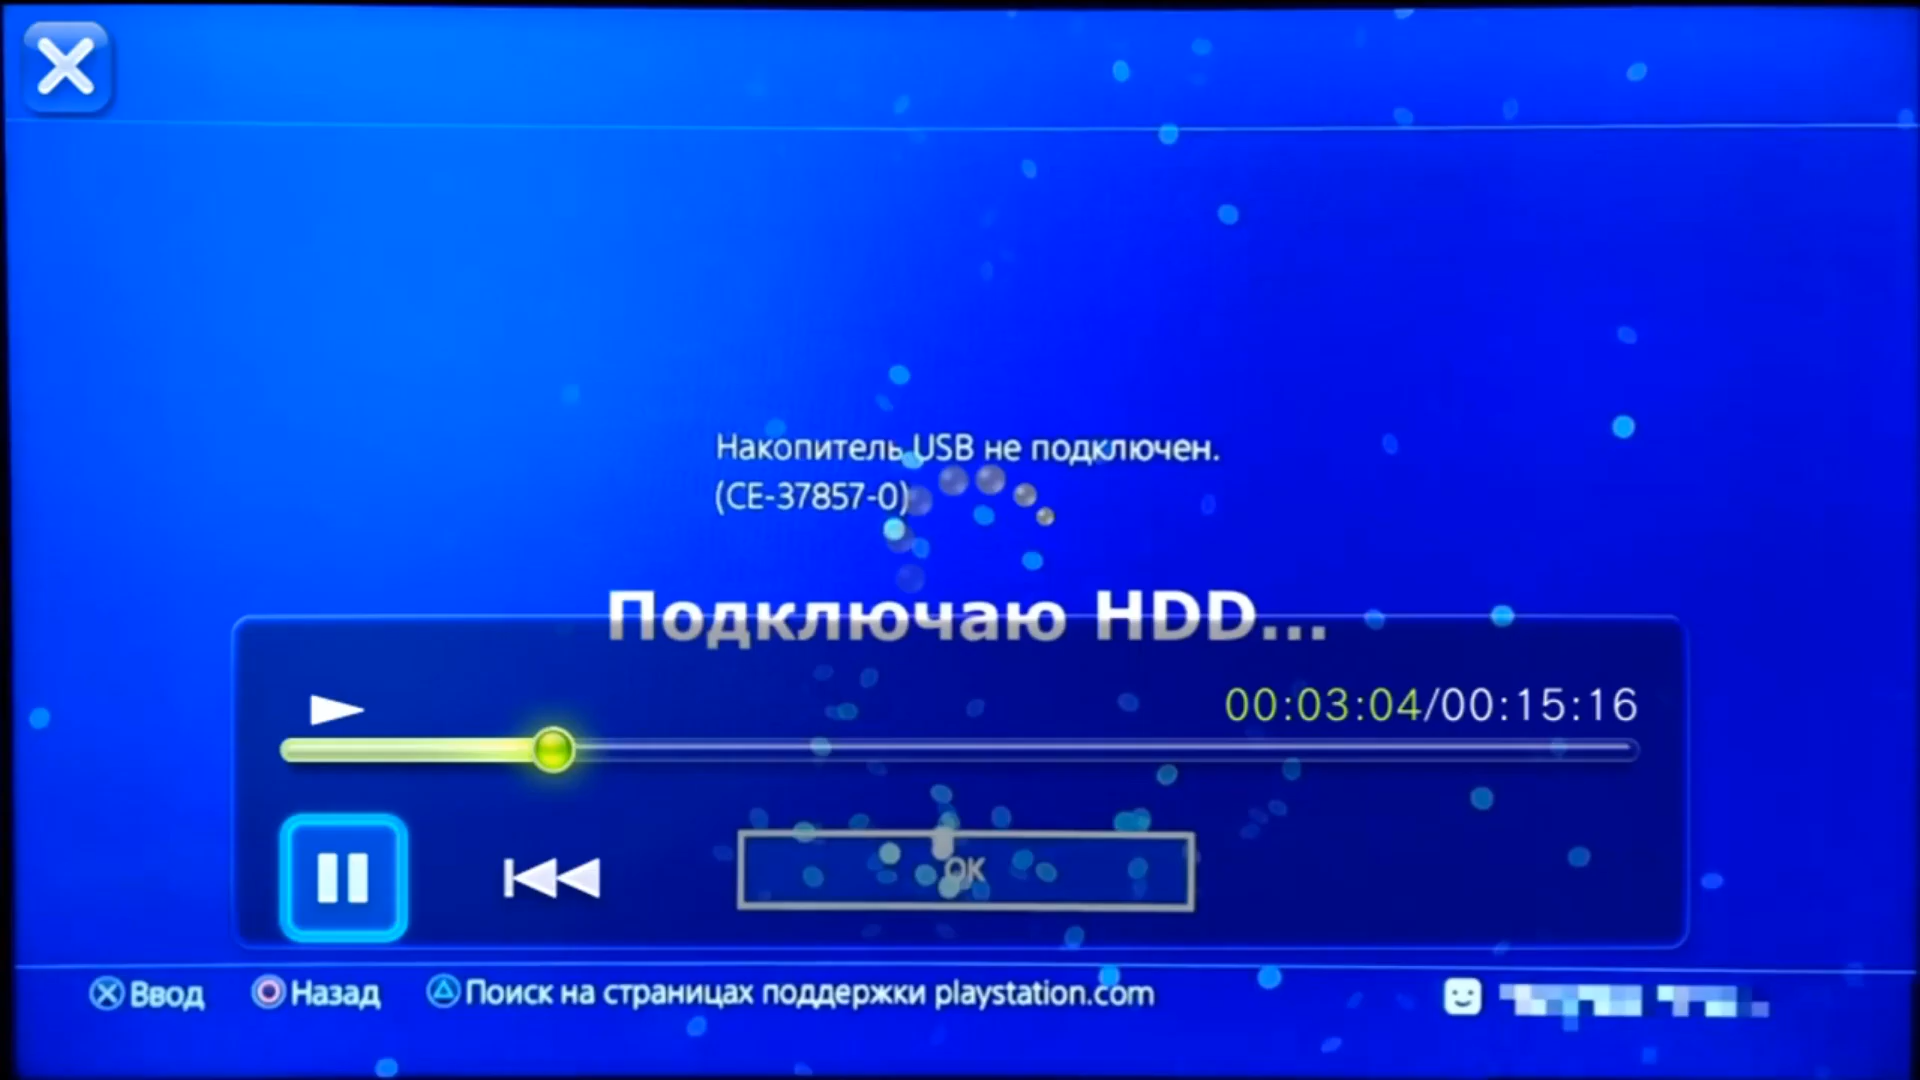 Накопитель USB не подключен.
(CE-37857-0)
Подключаю HDD...
00:03:04/00:15:16
OK
Ввод Назад Поиск на страницах поддержки playstation.com